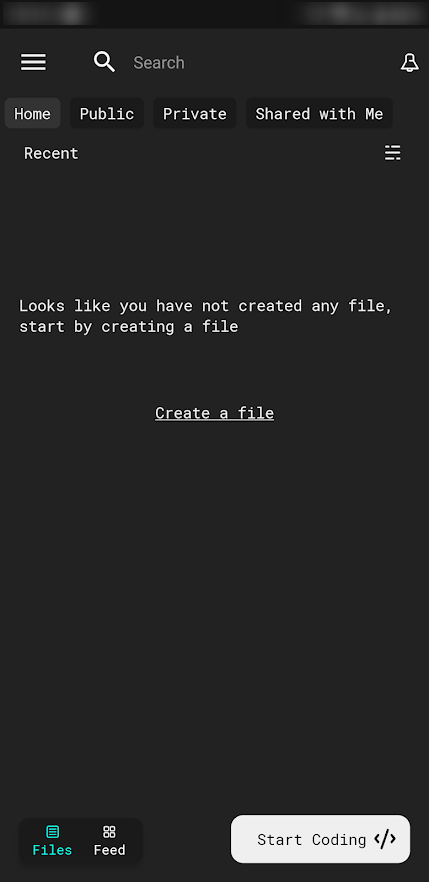 Search
Home Public Private Shared with Me
Recent
Looks like you have not created any file,
start by creating a file
Create a file
Files Feed
Start Coding </>